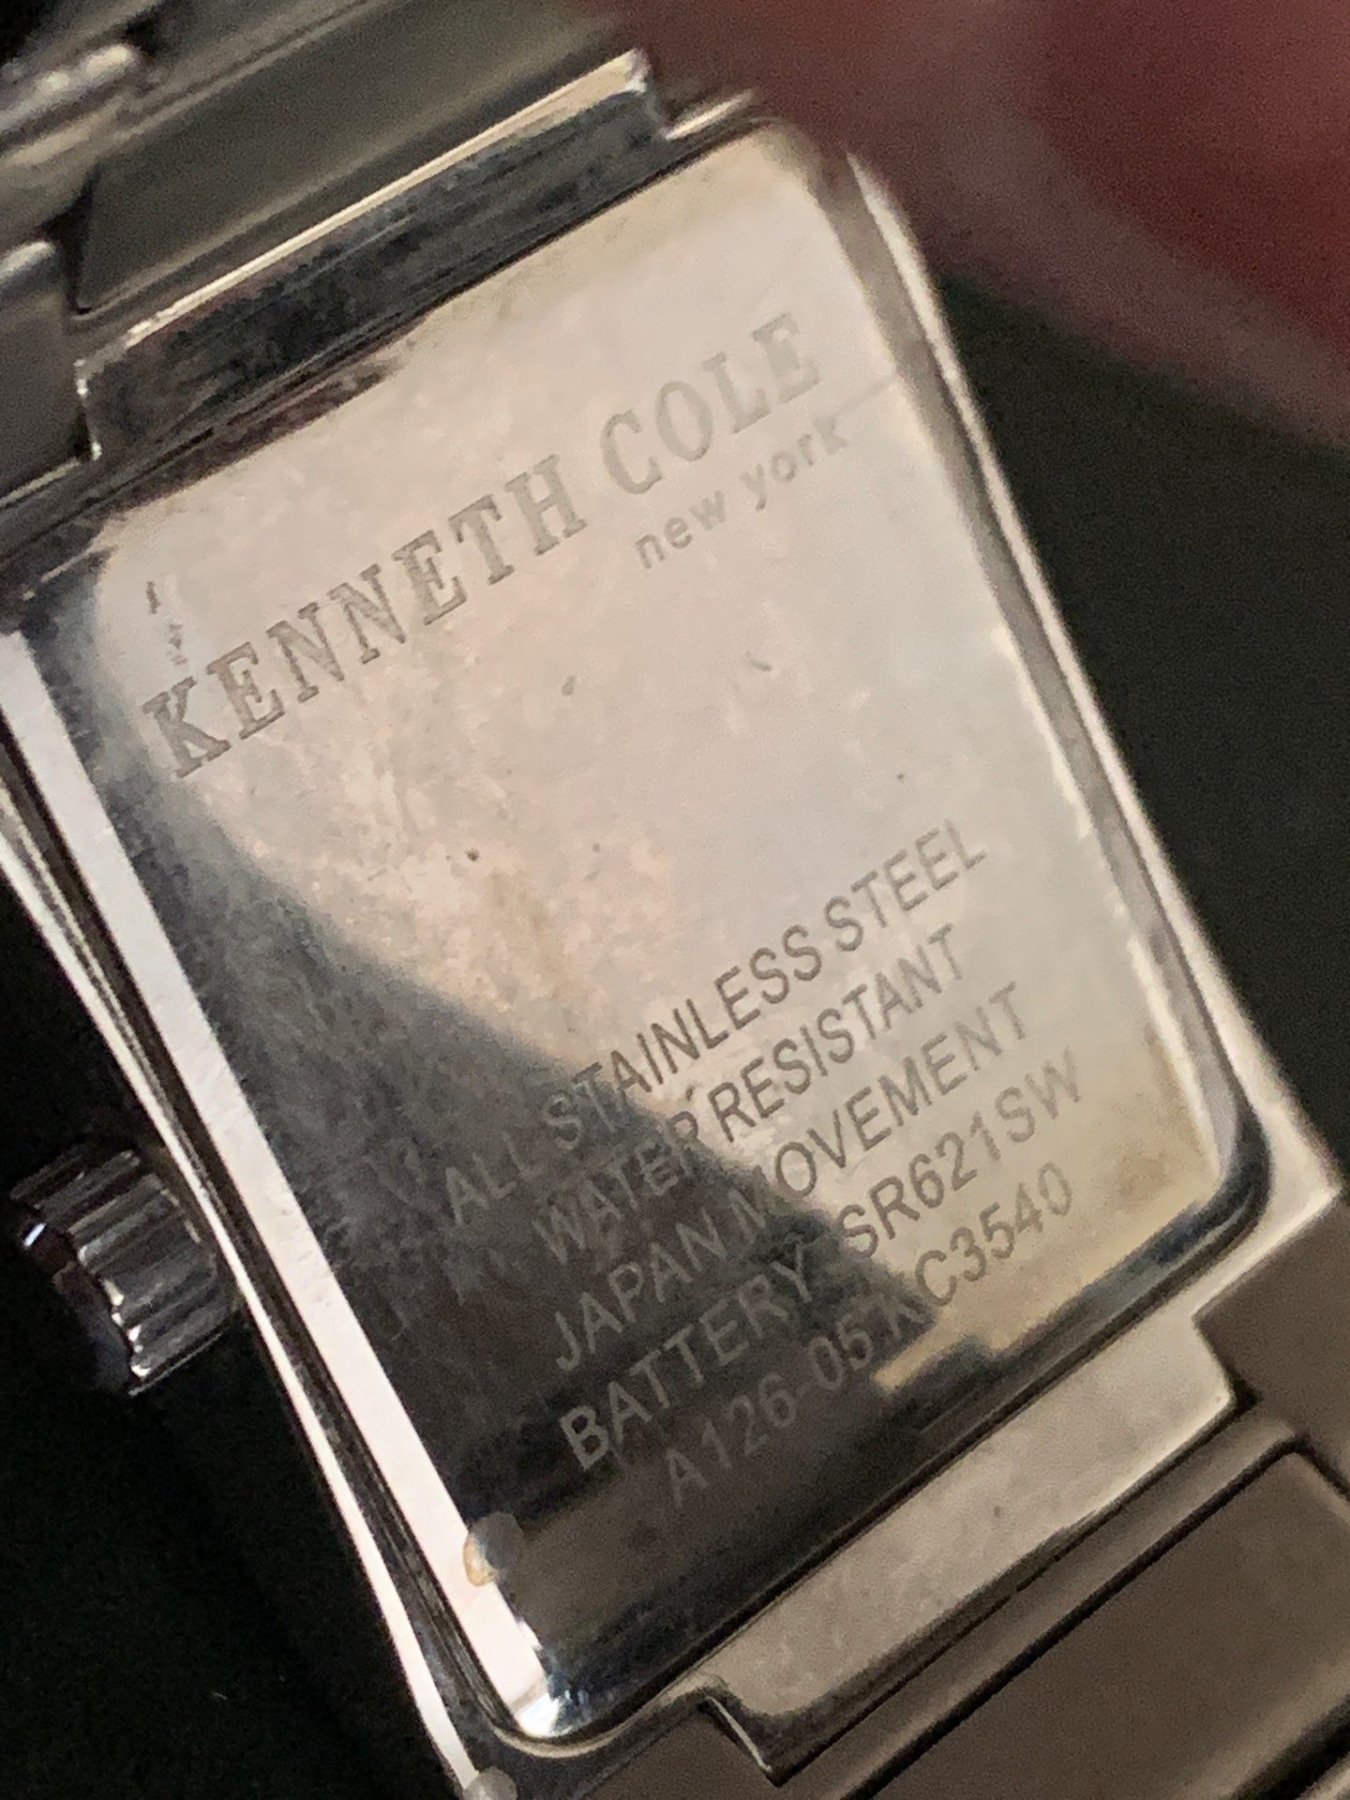 KENNETH COLE
new york
ALL STAINLESS STEEL
WATER RESISTANT
JAPAN MOVEMENT
BATTERY SR621SW
A126-05 KC3540